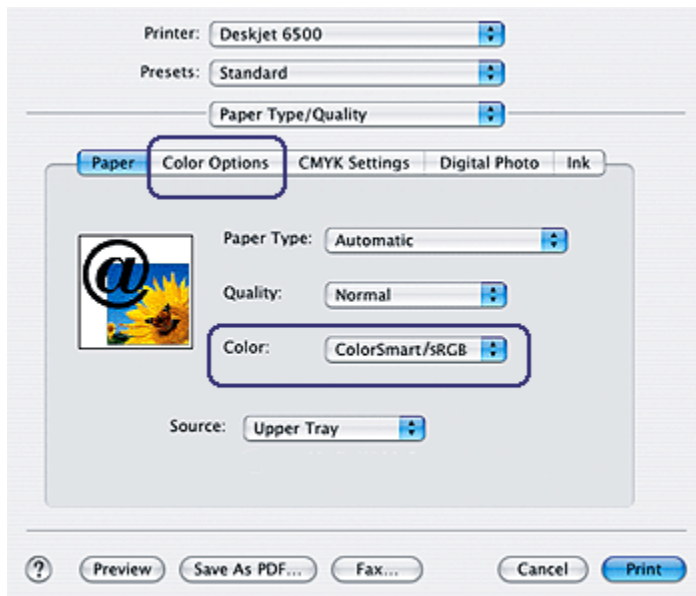 Printer: Deskjet 6500
Presets: Standard
Paper Type/Quality
Paper Color Options CMYK Settings Digital Photo Ink
Paper Type: Automatic
@
Quality: Normal
Color: ColorSmart/sRGB
Source: Upper Tray
? Preview Save As PDF... Fax... Cancel Print